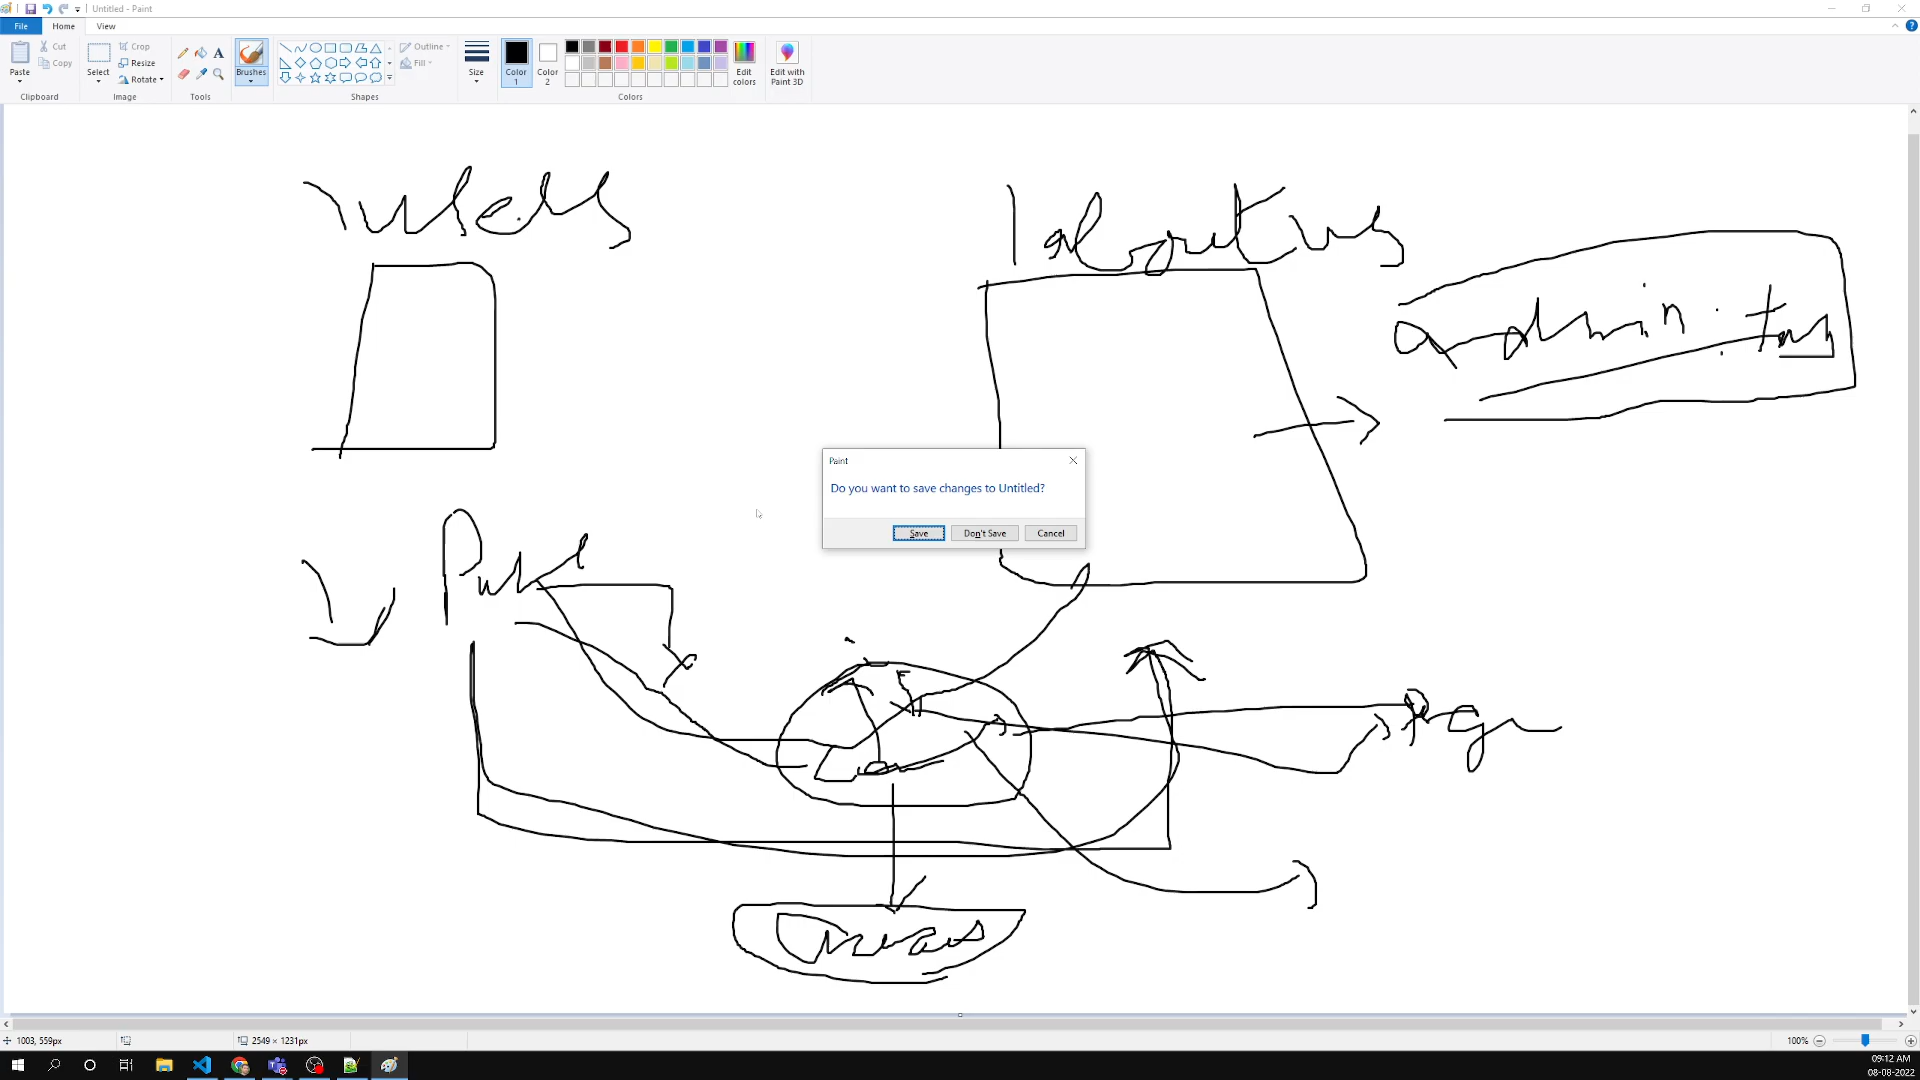 Untitled - Paint
File Home View
Paste
Cut
Copy
Clipboard
Select
Crop
Resize
Rotate
Image
Tools
Brushes
Shapes
Outline
Fill
Size
Color 1
Color 2
Edit colors
Colors
Edit with Paint 3D
Paint
Do you want to save changes to Untitled?
Save Don't Save Cancel
1003, 559px
2549 × 1231px
100%
09:12 AM
08-08-2022